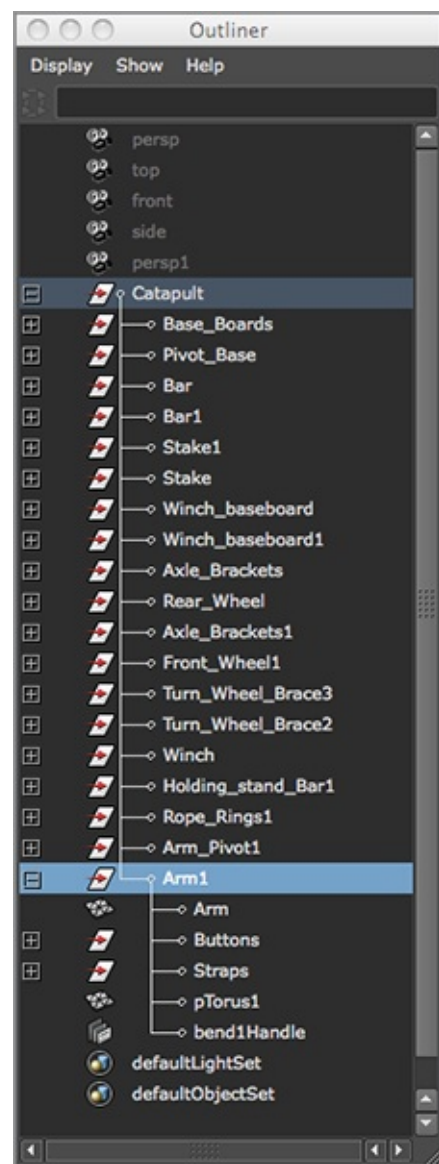 Outliner
Display Show Help
persp
top
front
side
persp1
Catapult
Base_Boards
Pivot_Base
Bar
Bar1
Stake1
Stake
Winch_baseboard
Winch_baseboard1
Axle_Brackets
Rear_Wheel
Axle_Brackets1
Front_Wheel1
Turn_Wheel_Brace3
Turn_Wheel_Brace2
Winch
Holding_stand_Bar1
Rope_Rings1
Arm_Pivot1
Arm1
Arm
Buttons
Straps
pTorus1
bend1Handle
defaultLightSet
defaultObjectSet